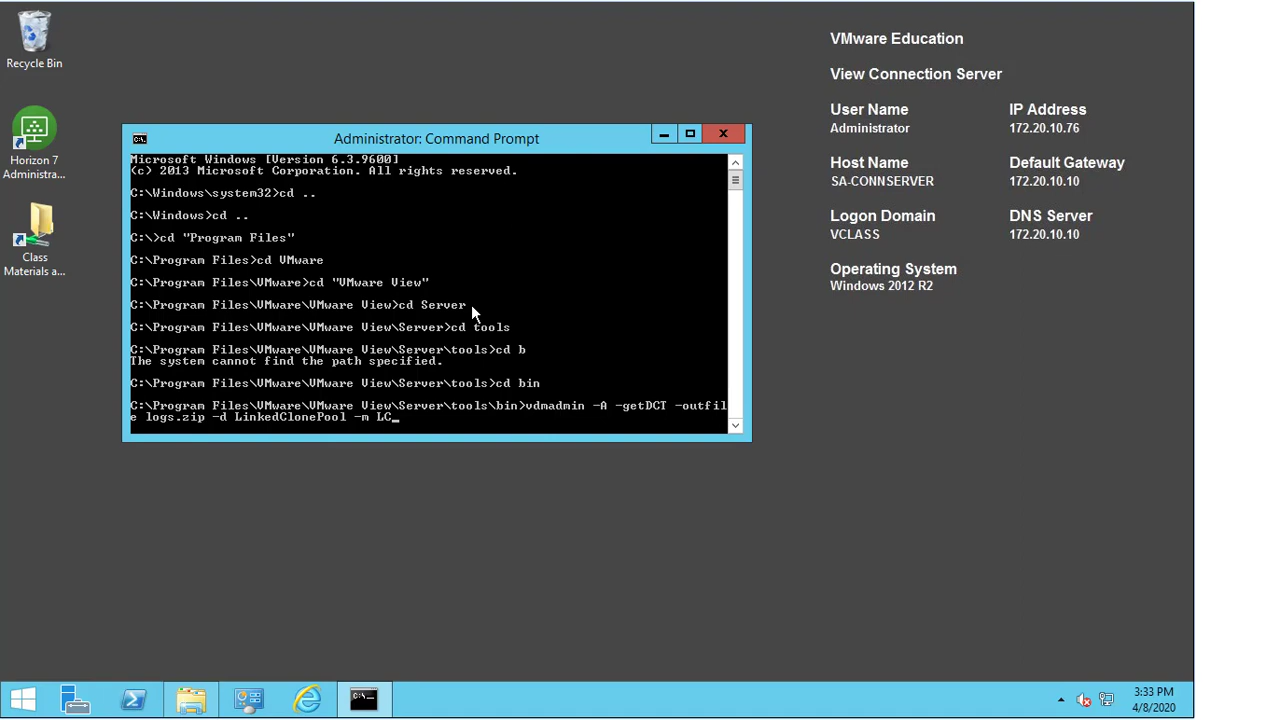 Recycle Bin
Horizon 7
Administra...
Class
Materials a...
Administrator: Command Prompt
Microsoft Windows [Version 6.3.9600]
(c) 2013 Microsoft Corporation. All rights reserved.
C:\Windows\system32>cd ..
C:\Windows>cd ..
C:\>cd "Program Files"
C:\Program Files>cd VMware
C:\Program Files\VMware>cd "VMware View"
C:\Program Files\VMware\VMware View>cd Server
C:\Program Files\VMware\VMware View\Server>cd tools
C:\Program Files\VMware\VMware View\Server\tools>cd b
The system cannot find the path specified.
C:\Program Files\VMware\VMware View\Server\tools>cd bin
C:\Program Files\VMware\VMware View\Server\tools\bin>vdmadmin -A -getDCT -outfil
e logs.zip -d LinkedClonePool -m LC_
VMware Education
View Connection Server
User Name
Administrator
IP Address
172.20.10.76
Host Name
SA-CONNSERVER
Default Gateway
172.20.10.10
Logon Domain
VCLASS
DNS Server
172.20.10.10
Operating System
Windows 2012 R2
3:33 PM
4/8/2020